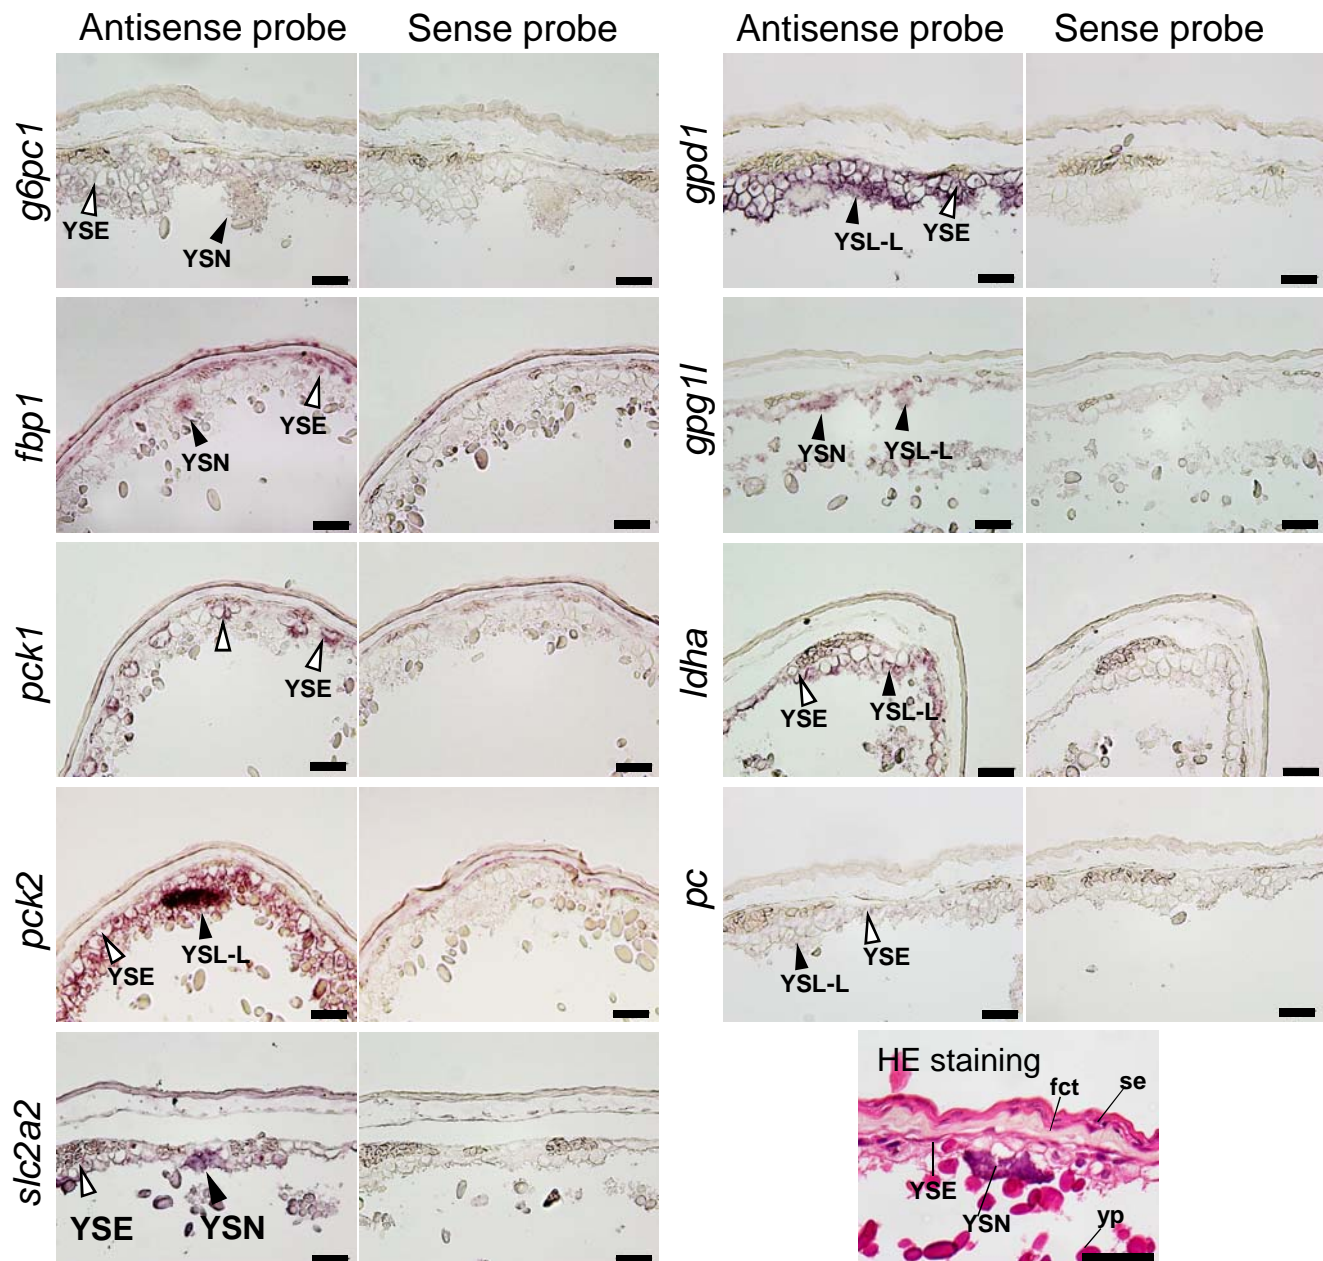 Antisense probe Sense probe Antisense probe Sense probe
g6pc1
YSE
YSN
gpd1
YSL-L
YSE
fbp1
YSE
YSN
gpg1l
YSN
YSL-L
pck1
YSE
ldha
YSE
YSL-L
pck2
YSE
YSL-L
pc
YSE
YSL-L
slc2a2
YSE
YSN
HE staining
fct
se
YSE
YSN
yp